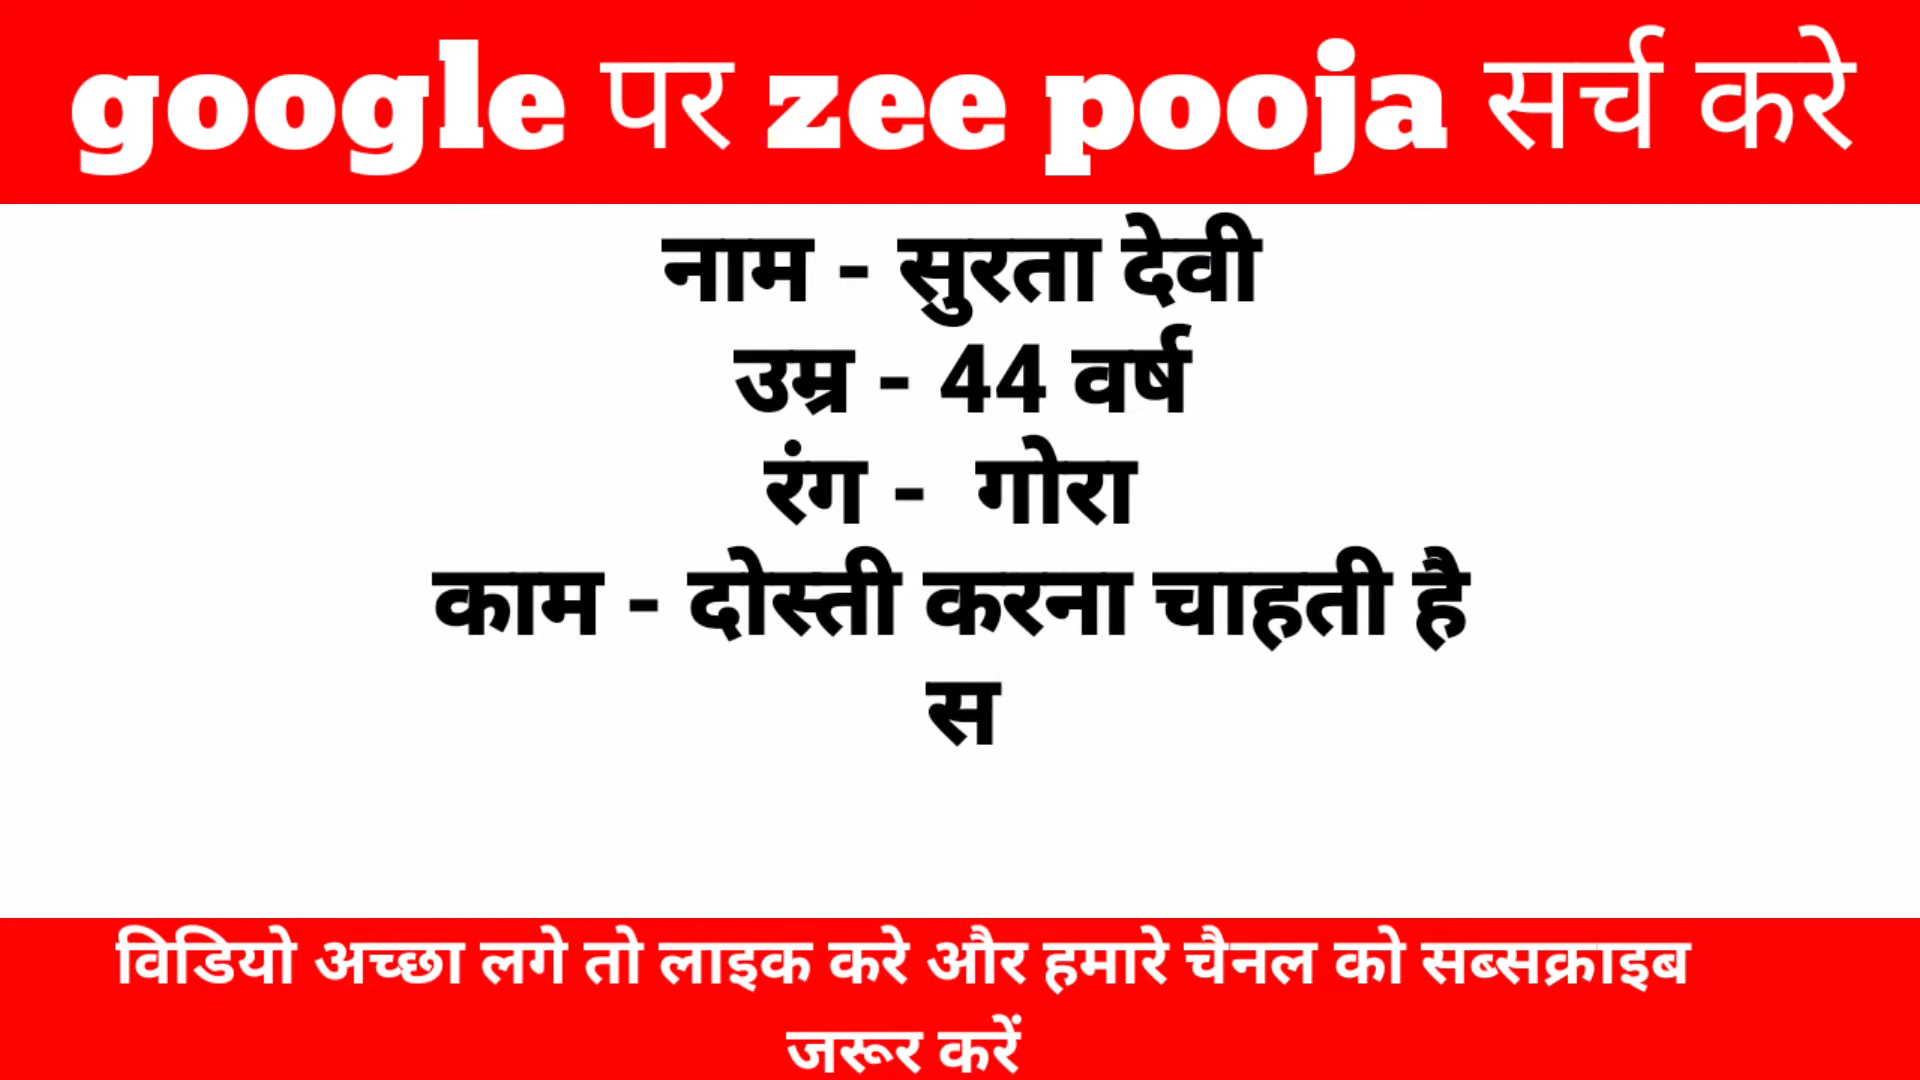 google पर zee pooja सर्च करे
नाम - सुरता देवी
उम्र - 44 वर्ष
रंग - गोरा
काम - दोस्ती करना चाहती है
स
विडियो अच्छा लगे तो लाइक करे और हमारे चैनल को सब्सक्राइब
जरूर करें